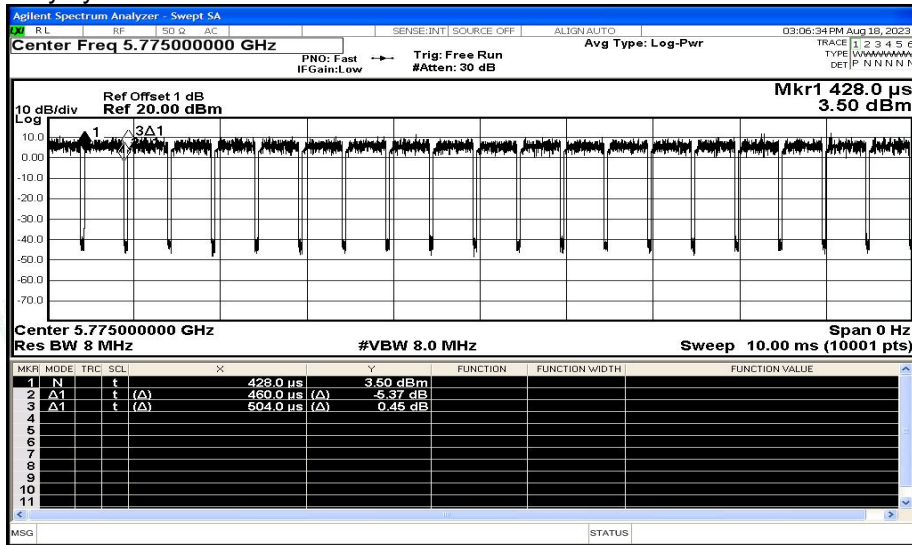 Agilent Spectrum Analyzer - Swept SA
LXI RL RF 50 Ω AC SENSE:INT SOURCE OFF ALIGNAUTO 03:06:34 PM Aug 18, 2023
Center Freq 5.775000000 GHz Avg Type: Log-Pwr TRACE 1 2 3 4 5 6
PNO: Fast Trig: Free Run TYPE
IFGain:Low #Atten: 30 dB DET P N N N N N
Mkr1 428.0 µs
Ref Offset 1 dB
10 dB/div Ref 20.00 dBm 3.50 dBm
Log
1 3Δ1
10.0
0.00
-10.0
-20.0
-30.0
-40.0
-50.0
-60.0
-70.0
Center 5.775000000 GHz Span 0 Hz
Res BW 8 MHz #VBW 8.0 MHz Sweep 10.00 ms (10001 pts)
MKR MODE TRC SCL X Y FUNCTION FUNCTION WIDTH FUNCTION VALUE
1 N t 428.0 µs 3.50 dBm
2 Δ1 t (Δ) 460.0 µs (Δ) -5.37 dB
3 Δ1 t (Δ) 504.0 µs (Δ) 0.45 dB
4
5
6
7
8
9
10
11
MSG STATUS